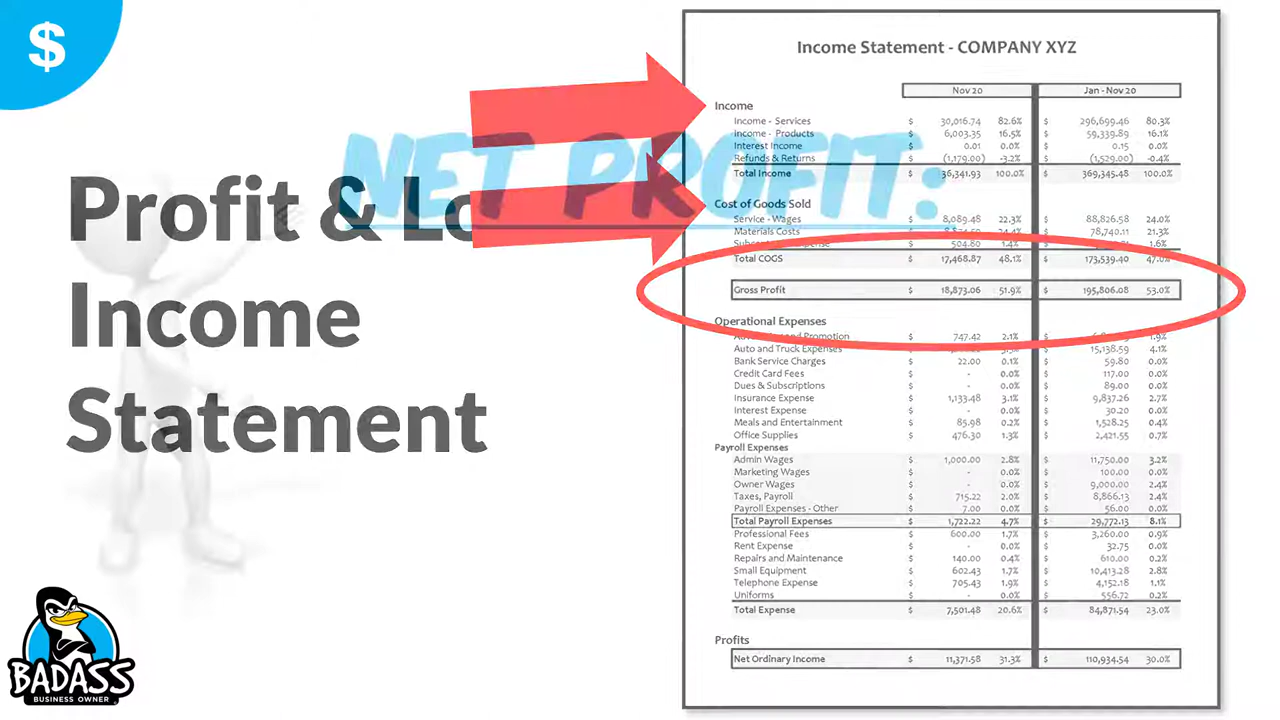 $
NET PROFIT:
Profit & Lo
Income
Statement
BADASS
BUSINESS OWNER
Income Statement - COMPANY XYZ
Nov 20 Jan - Nov 20
Income
Income - Services $ 30,016.74 82.6% $ 296,699.46 80.3%
Income - Products $ 6,003.35 16.5% $ 59,339.89 16.1%
Interest Income $ 0.01 0.0% $ 0.15 0.0%
Refunds & Returns $ (1,179.00) -3.2% $ (1,529.00) -0.4%
Total Income $ 36,341.93 100.0% $ 369,345.48 100.0%
Cost of Goods Sold
Service - Wages $ 8,089.48 22.3% $ 88,826.58 24.0%
Materials Costs $ 24.4% $ 78,740.11 21.3%
$ 504.80 1.4% $ 1.6%
Total COGS $ 17,468.87 48.1% $ 173,539.40 47.0%
Gross Profit $ 18,873.06 51.9% $ 195,806.08 53.0%
Operational Expenses
Promotion $ 747.42 2.1% $ 1.9%
Auto and Truck Expenses $ $ 15,138.59 4.1%
Bank Service Charges $ 22.00 0.1% $ 59.80 0.0%
Credit Card Fees $ - 0.0% $ 117.00 0.0%
Dues & Subscriptions $ - 0.0% $ 89.00 0.0%
Insurance Expense $ 1,133.48 3.1% $ 9,837.26 2.7%
Interest Expense $ - 0.0% $ 30.20 0.0%
Meals and Entertainment $ 85.98 0.2% $ 1,528.25 0.4%
Office Supplies $ 476.30 1.3% $ 2,421.55 0.7%
Payroll Expenses
Admin Wages $ 1,000.00 2.8% $ 11,750.00 3.2%
Marketing Wages $ - 0.0% $ 100.00 0.0%
Owner Wages $ - 0.0% $ 9,000.00 2.4%
Taxes, Payroll $ 715.22 2.0% $ 8,866.13 2.4%
Payroll Expenses - Other $ 7.00 0.0% $ 56.00 0.0%
Total Payroll Expenses $ 1,722.22 4.7% $ 29,772.13 8.1%
Professional Fees $ 600.00 1.7% $ 3,260.00 0.9%
Rent Expense $ - 0.0% $ 32.75 0.0%
Repairs and Maintenance $ 140.00 0.4% $ 610.00 0.2%
Small Equipment $ 602.43 1.7% $ 10,413.28 2.8%
Telephone Expense $ 705.43 1.9% $ 4,152.18 1.1%
Uniforms $ - 0.0% $ 556.72 0.2%
Total Expense $ 7,501.48 20.6% $ 84,871.54 23.0%
Profits
Net Ordinary Income $ 11,371.58 31.3% $ 110,934.54 30.0%